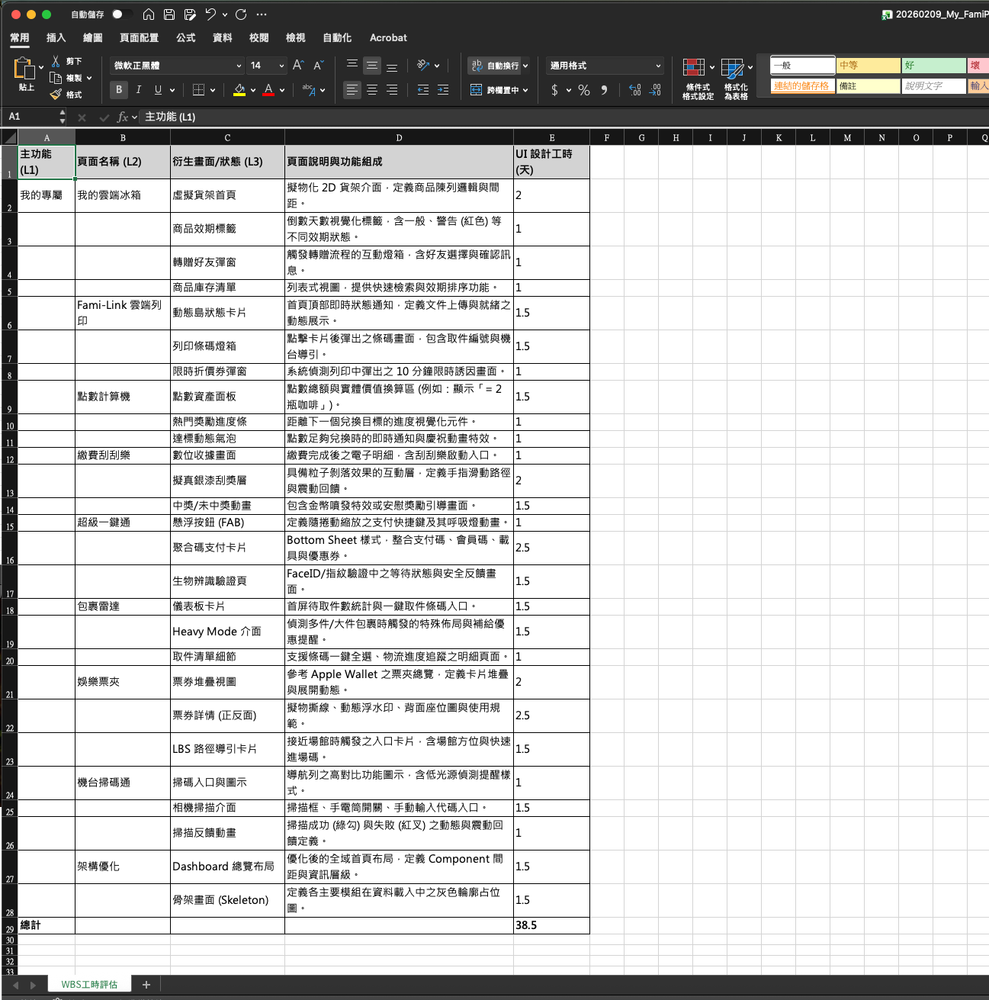 自動儲存
20260209_My_FamiP
常用 插入 繪圖 頁面配置 公式 資料 校閱 檢視 自動化 Acrobat
貼上
剪下
複製
格式
微軟正黑體 14
B I U
自動換行
跨欄置中
通用格式
條件式
格式設定
格式化
為表格
一般 中等 好 壞
連結的儲存格 備註 說明文字 輸入
A1 fx 主功能 (L1)
A B C D E F G H I J K L M N O P Q
主功能
(L1)
頁面名稱 (L2)
衍生畫面/狀態 (L3)
頁面說明與功能組成
UI 設計工時
(天)
1
我的專屬
我的雲端冰箱
虛擬貨架首頁
擬物化 2D 貨架介面，定義商品陳列邏輯與間
距。
2
2
商品效期標籤
倒數天數視覺化標籤，含一般、警告 (紅色) 等
不同效期狀態。
1
3
轉贈好友彈窗
觸發轉贈流程的互動燈箱，含好友選擇與確認訊
息。
1
4
5 商品庫存清單 列表式視圖，提供快速檢索與效期排序功能。 1
Fami-Link 雲端列
印
動態島狀態卡片
首頁頂部即時狀態通知，定義文件上傳與就緒之
動態展示。
1.5
6
列印條碼燈箱
點擊卡片後彈出之條碼畫面，包含取件編號與機
台導引。
1.5
7
8 限時折價券彈窗 系統偵測列印中彈出之 10 分鐘限時誘因畫面。 1
點數計算機
點數資產面板
點數總額與實體價值換算區 (例如：顯示「= 2
瓶咖啡」)。
1.5
9
10 熱門獎勵進度條 距離下一個兌換目標的進度視覺化元件。 1
11 達標動態氣泡 點數足夠兌換時的即時通知與慶祝動畫特效。 1
12 繳費刮刮樂 數位收據畫面 繳費完成後之電子明細，含刮刮樂啟動入口。 1
擬真銀漆刮獎層
具備粒子剝落效果的互動層，定義手指滑動路徑
與震動回饋。
2
13
14 中獎/未中獎動畫 包含金幣噴發特效或安慰獎勵引導畫面。 1.5
15 超級一鍵通 懸浮按鈕 (FAB) 定義隨捲動縮放之支付快捷鍵及其呼吸燈動畫。 1
聚合碼支付卡片
Bottom Sheet 樣式，整合支付碼、會員碼、載
具與優惠券。
2.5
16
生物辨識驗證頁
FaceID/指紋驗證中之等待狀態與安全反饋畫
面。
1.5
17
18 包裹雷達 儀表板卡片 首屏待取件數統計與一鍵取件條碼入口。 1.5
Heavy Mode 介面
偵測多件/大件包裹時觸發的特殊佈局與補給優
惠提醒。
1.5
19
20 取件清單細節 支援條碼一鍵全選、物流進度追蹤之明細頁面。 1
娛樂票夾
票券堆疊視圖
參考 Apple Wallet 之票夾總覽，定義卡片堆疊
與展開動態。
2
21
票券詳情 (正反面)
擬物撕線、動態浮水印、背面座位圖與使用規
範。
2.5
22
LBS 路徑導引卡片
接近場館時觸發之入口卡片，含場館方位與快速
進場碼。
1.5
23
機台掃碼通
掃碼入口與圖示
導航列之高對比功能圖示，含低光源偵測提醒樣
式。
1
24
25 相機掃描介面 掃描框、手電筒開關、手動輸入代碼入口。 1.5
掃描反饋動畫
掃描成功 (綠勾) 與失敗 (紅叉) 之動態與震動回
饋定義。
1
26
架構優化
Dashboard 總覽布局
優化後的全域首頁布局，定義 Component 間
距與資訊層級。
1.5
27
骨架畫面 (Skeleton)
定義各主要模組在資料載入中之灰色輪廓占位
圖。
1.5
28
29 總計 38.5
30
31
32
33
WBS工時評估 +